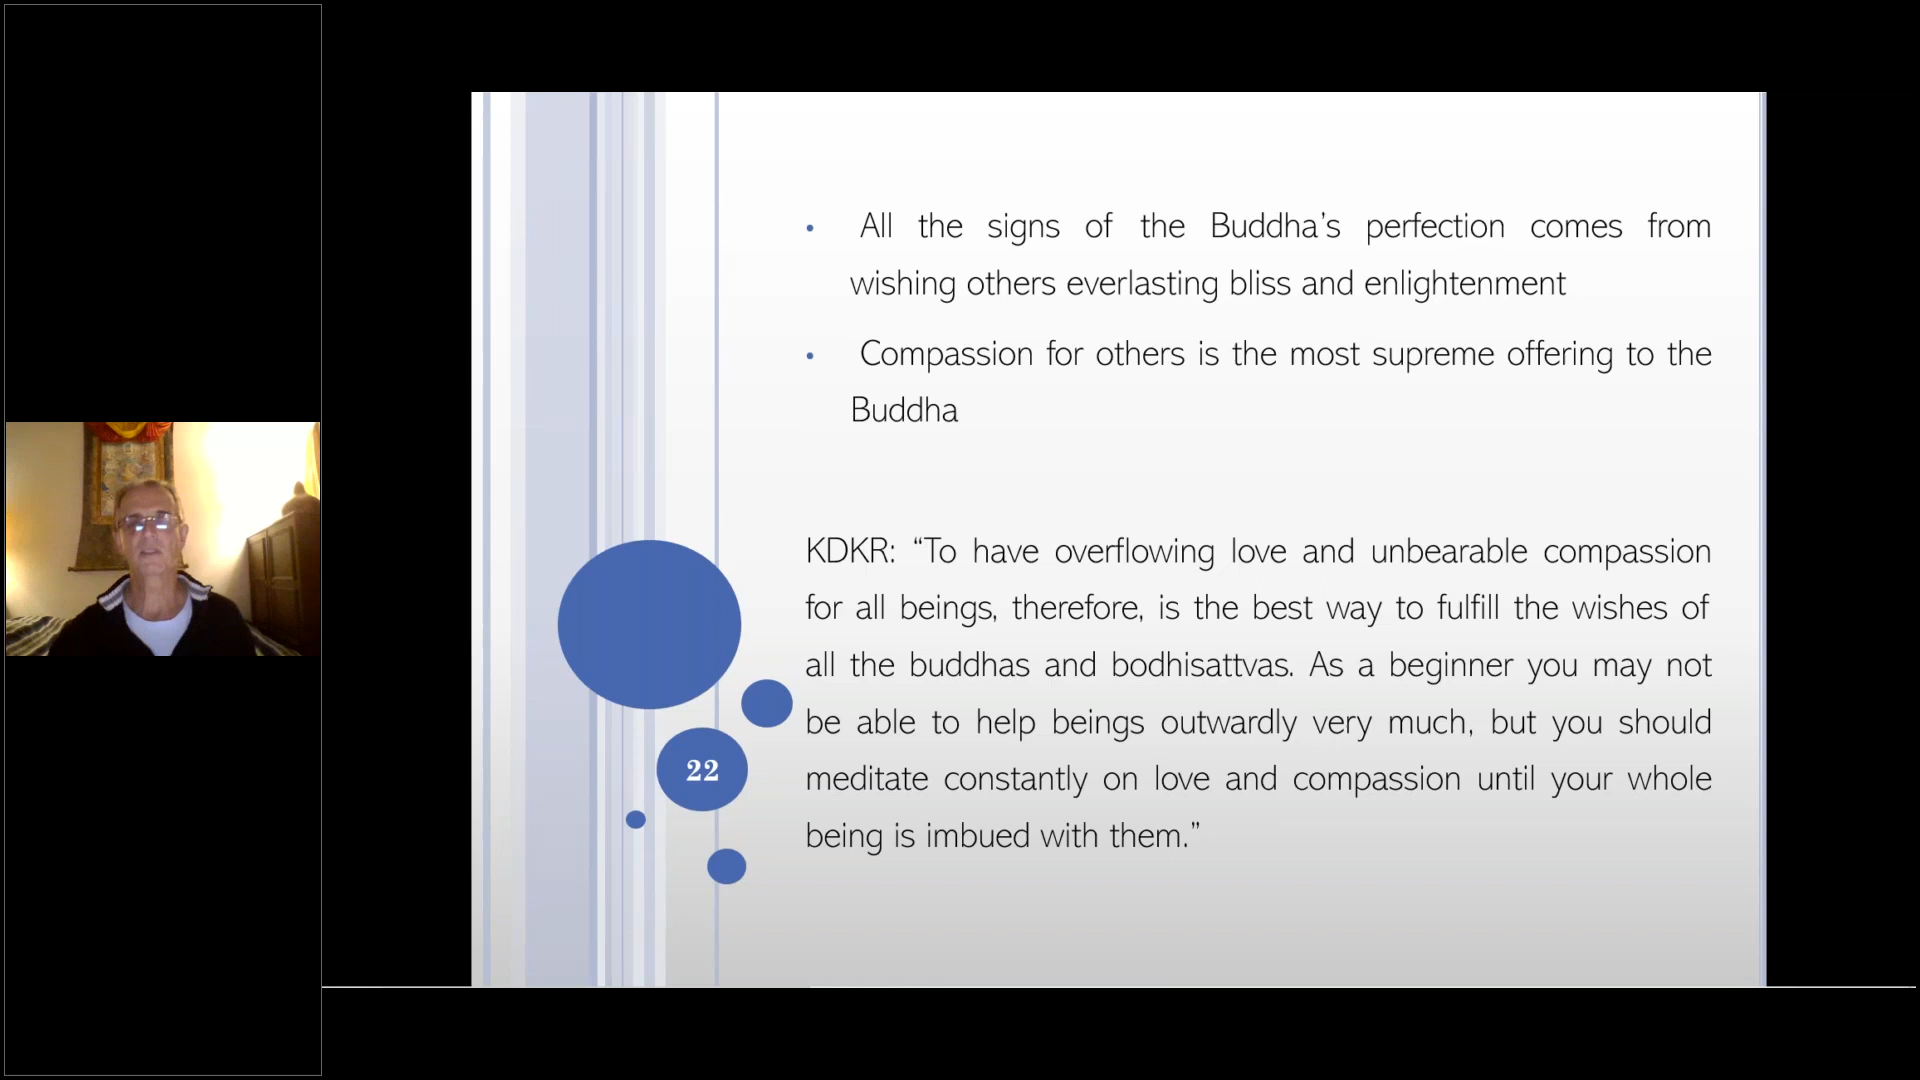 • All the signs of the Buddha’s perfection comes from
wishing others everlasting bliss and enlightenment
• Compassion for others is the most supreme offering to the
Buddha
KDKR: “To have overflowing love and unbearable compassion
for all beings, therefore, is the best way to fulfill the wishes of
all the buddhas and bodhisattvas. As a beginner you may not
be able to help beings outwardly very much, but you should
meditate constantly on love and compassion until your whole
being is imbued with them.”
22